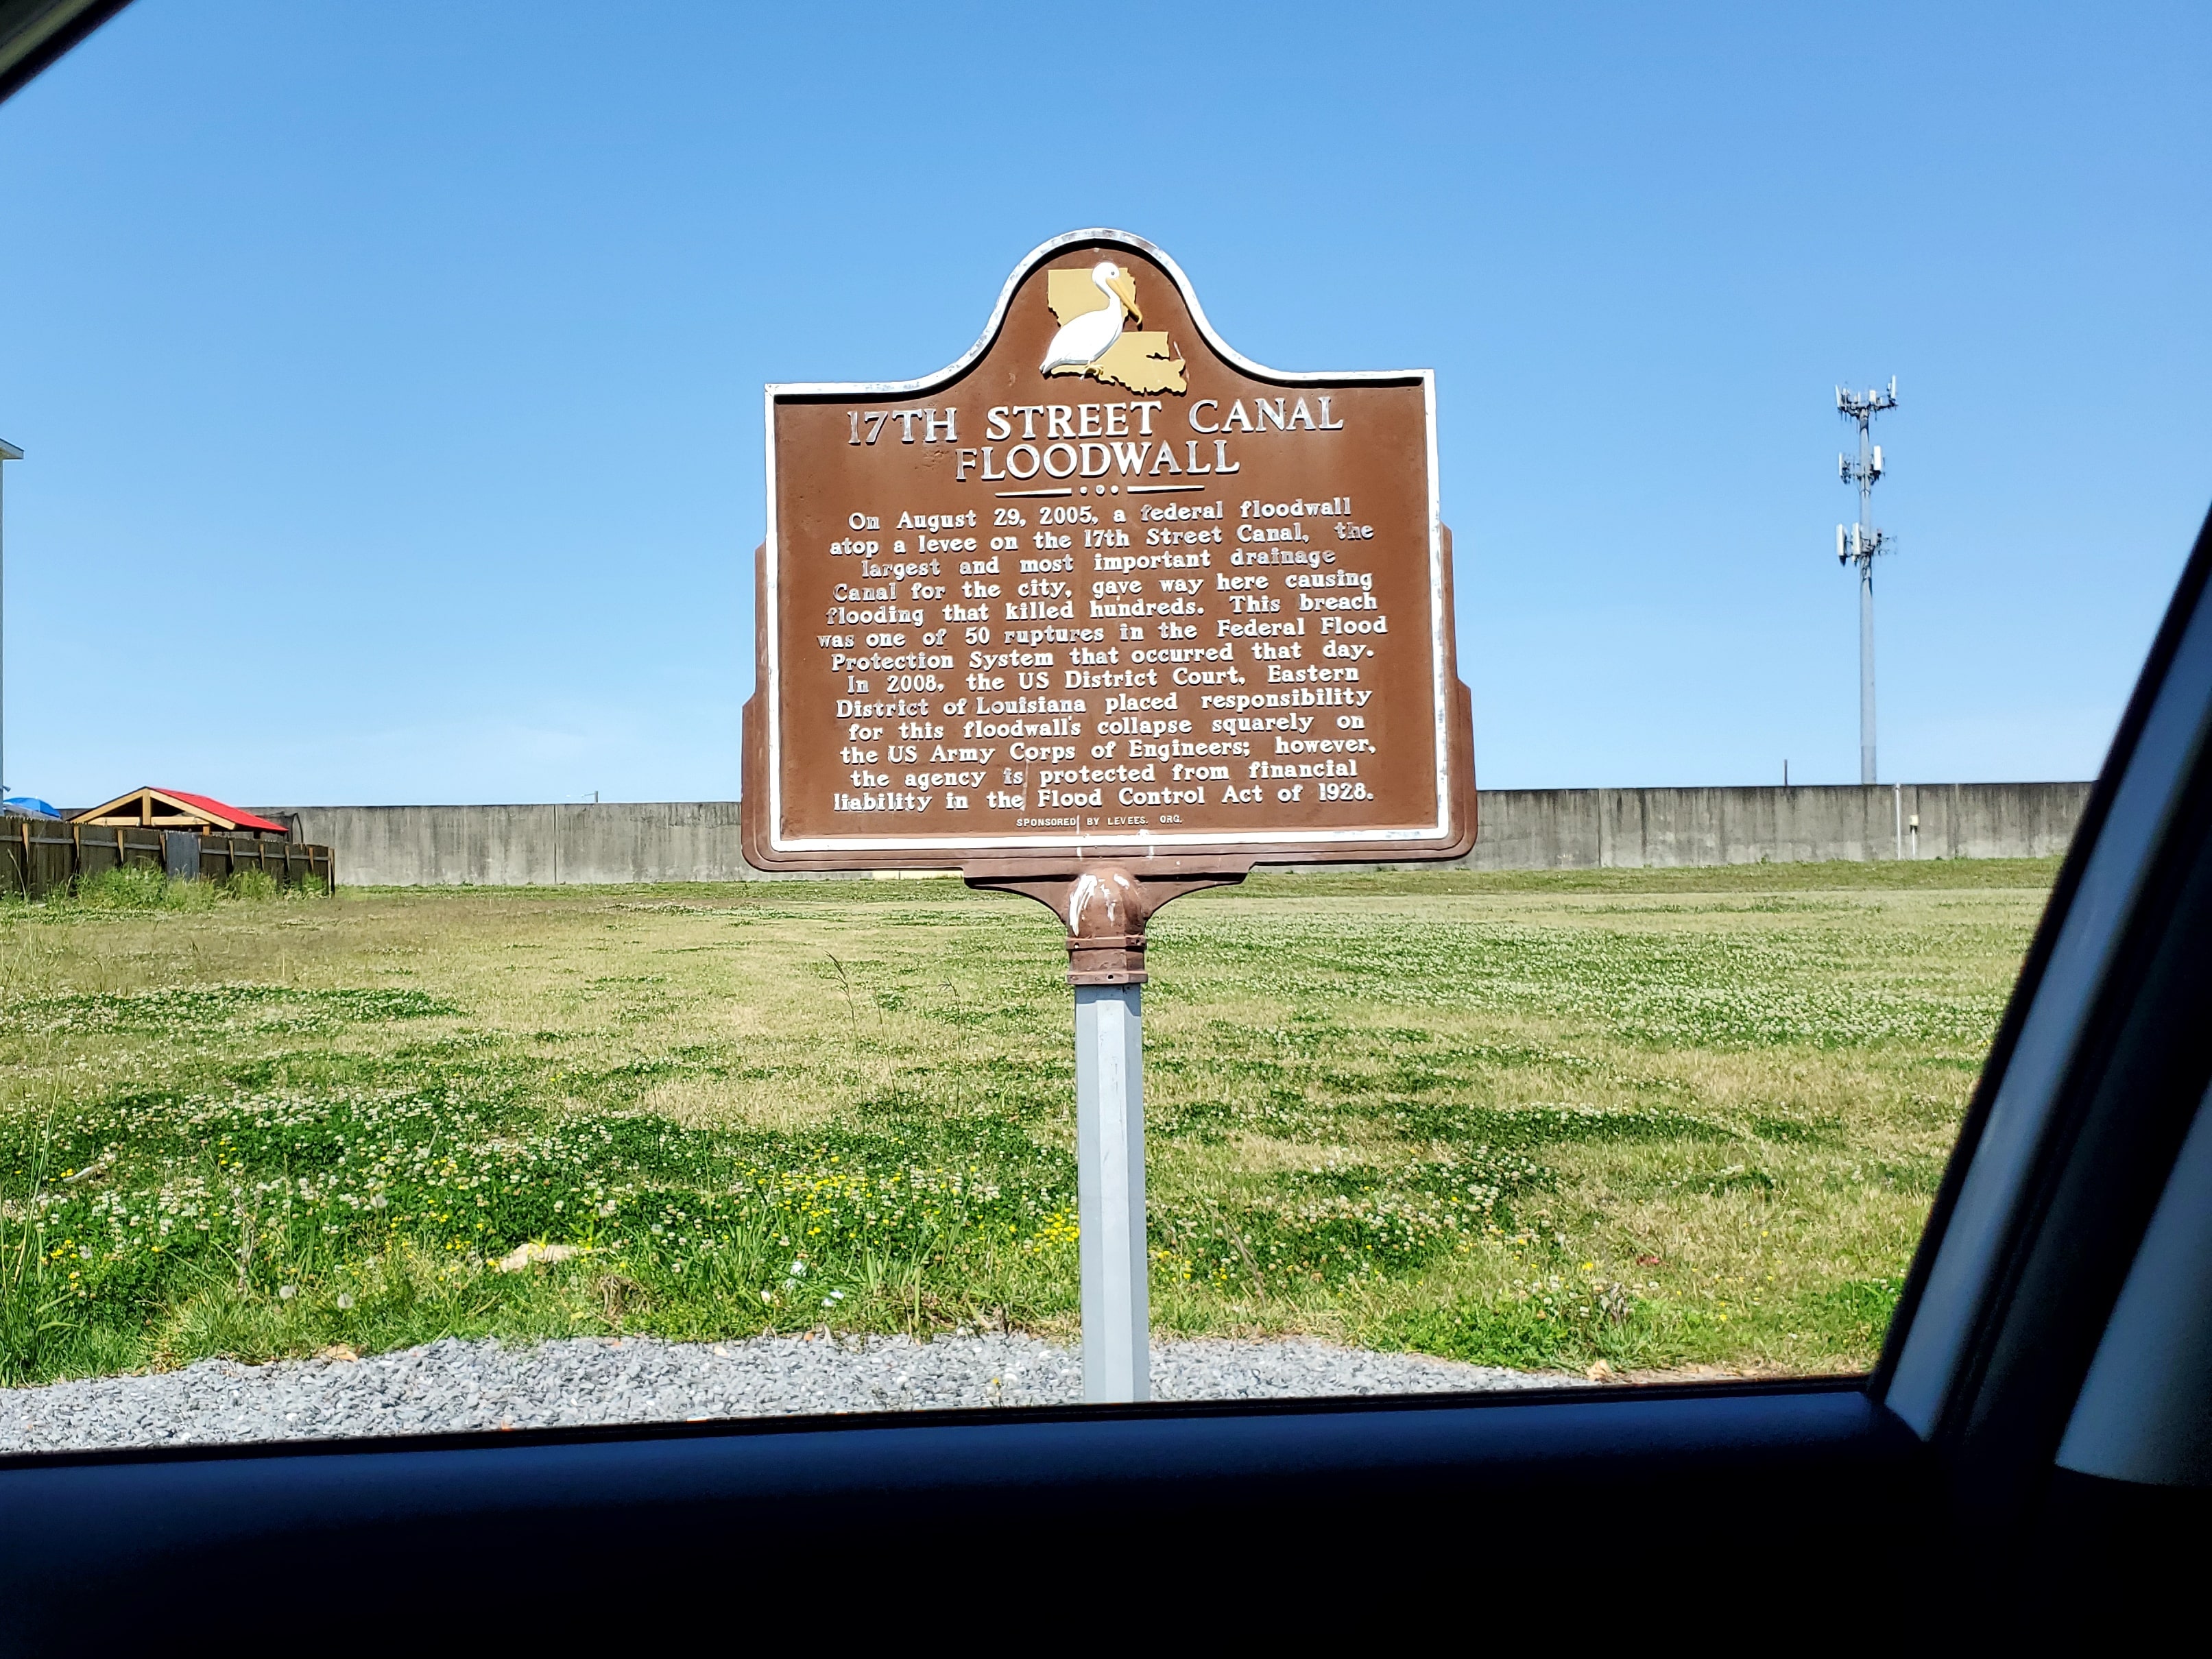 17TH STREET CANAL
FLOODWALL
On August 29, 2005, a federal floodwall
atop a levee on the 17th Street Canal, the
largest and most important drainage
Canal for the city, gave way here causing
flooding that killed hundreds. This breach
was one of 50 ruptures in the Federal Flood
Protection System that occurred that day.
In 2008, the US District Court, Eastern
District of Louisiana placed responsibility
for this floodwall's collapse squarely on
the US Army Corps of Engineers; however,
the agency is protected from financial
liability in the Flood Control Act of 1928.
SPONSORED BY LEVEES. ORG.